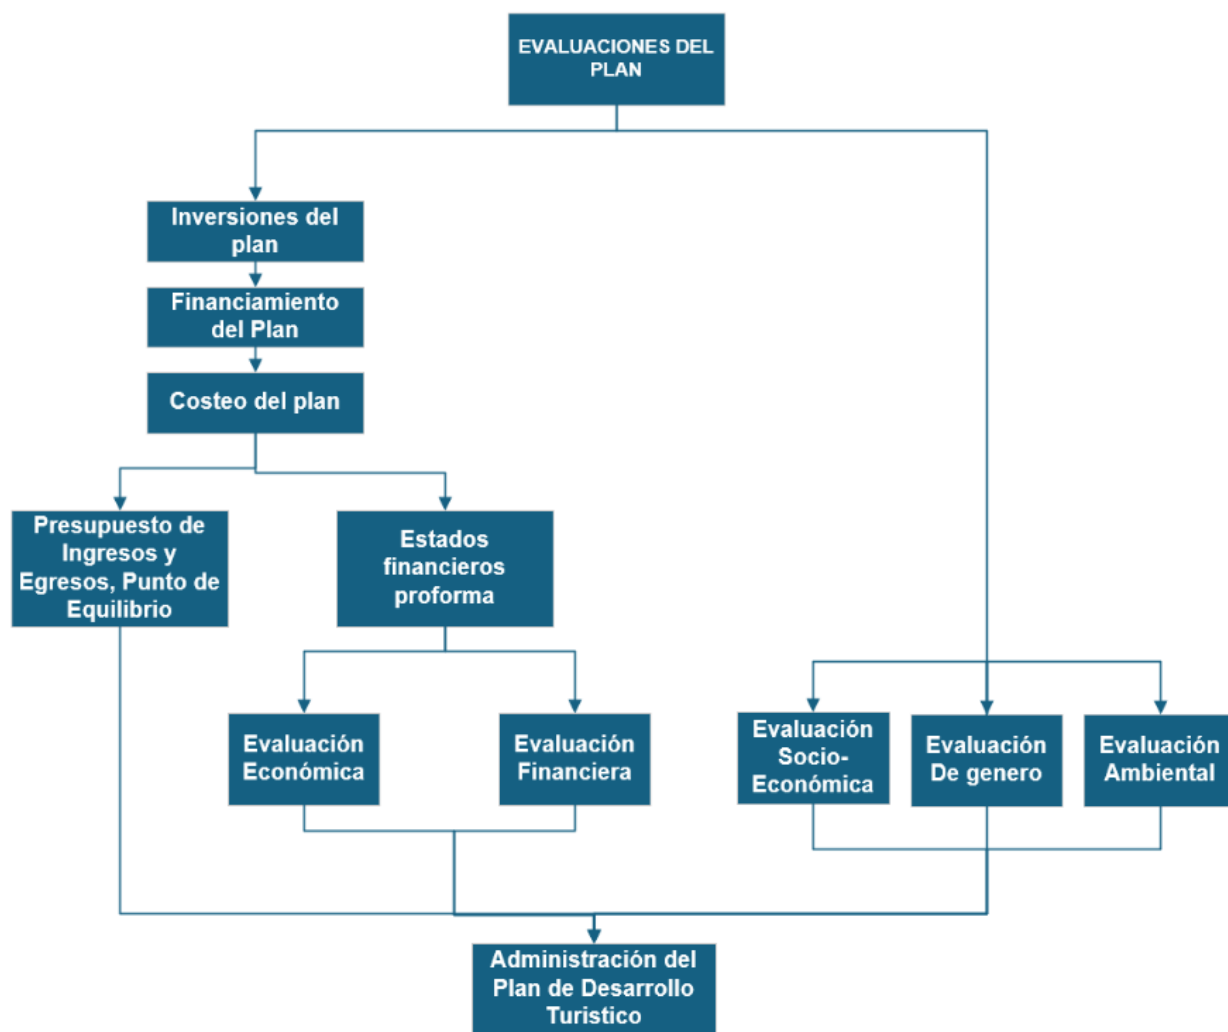 EVALUACIONES DEL
PLAN
Inversiones del
plan
Financiamiento
del Plan
Costeo del plan
Presupuesto de
Ingresos y
Egresos, Punto de
Equilibrio
Estados
financieros
proforma
Evaluación
Económica
Evaluación
Financiera
Evaluación
Socio-
Económica
Evaluación
De genero
Evaluación
Ambiental
Administración del
Plan de Desarrollo
Turistico